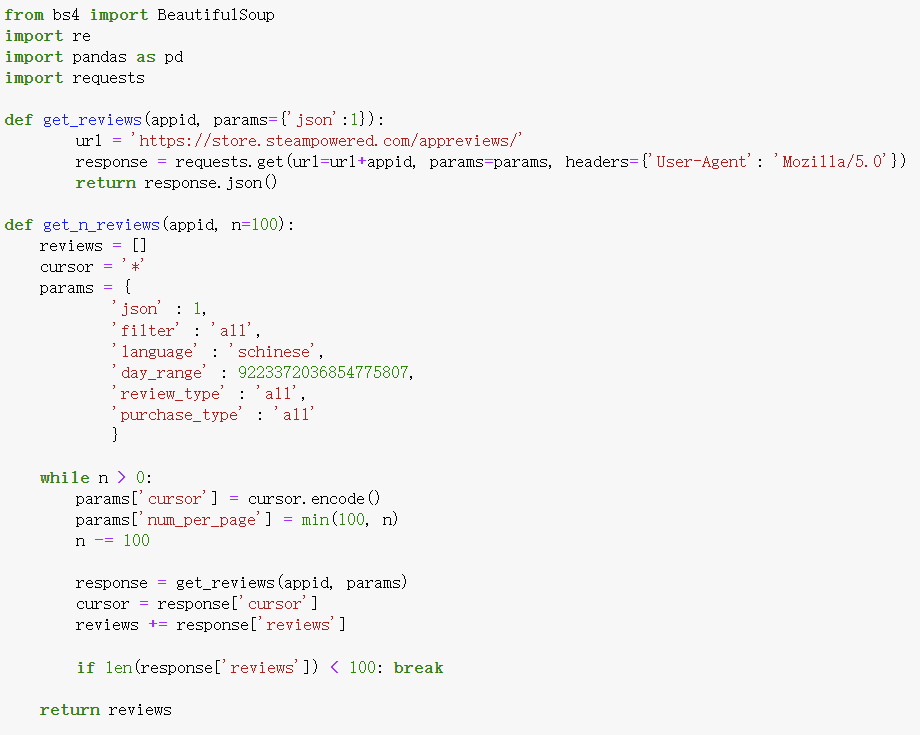 from bs4 import BeautifulSoup
import re
import pandas as pd
import requests

def get_reviews(appid, params={'json':1}):
        url = 'https://store.steampowered.com/appreviews/'
        response = requests.get(url=url+appid, params=params, headers={'User-Agent': 'Mozilla/5.0'})
        return response.json()

def get_n_reviews(appid, n=100):
    reviews = []
    cursor = '*'
    params = {
            'json' : 1,
            'filter' : 'all',
            'language' : 'schinese',
            'day_range' : 9223372036854775807,
            'review_type' : 'all',
            'purchase_type' : 'all'
            }

    while n > 0:
        params['cursor'] = cursor.encode()
        params['num_per_page'] = min(100, n)
        n -= 100

        response = get_reviews(appid, params)
        cursor = response['cursor']
        reviews += response['reviews']

        if len(response['reviews']) < 100: break

    return reviews